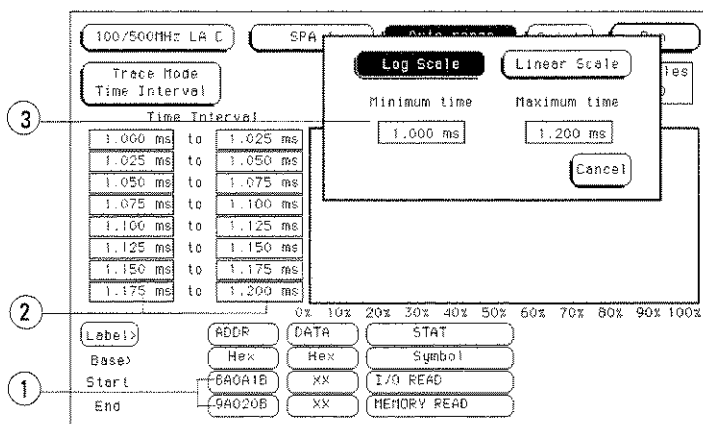 100/500MHz LA C
SPA
Auto range
Log Scale
Linear Scale
Trace Mode
Time Interval
les
Minimum time
Maximum time
3
Time Interval
1.000 ms
1.200 ms
Cancel
1.000 ms to 1.025 ms
1.025 ms to 1.050 ms
1.050 ms to 1.075 ms
1.075 ms to 1.100 ms
1.100 ms to 1.125 ms
1.125 ms to 1.150 ms
1.150 ms to 1.175 ms
1.175 ms to 1.200 ms
2
0% 10% 20% 30% 40% 50% 60% 70% 80% 90% 100%
Label> ADDR DATA STAT
Base> Hex Hex Symbol
1
Start 6A0A1B XX I/O READ
End 9A020B XX MEMORY READ